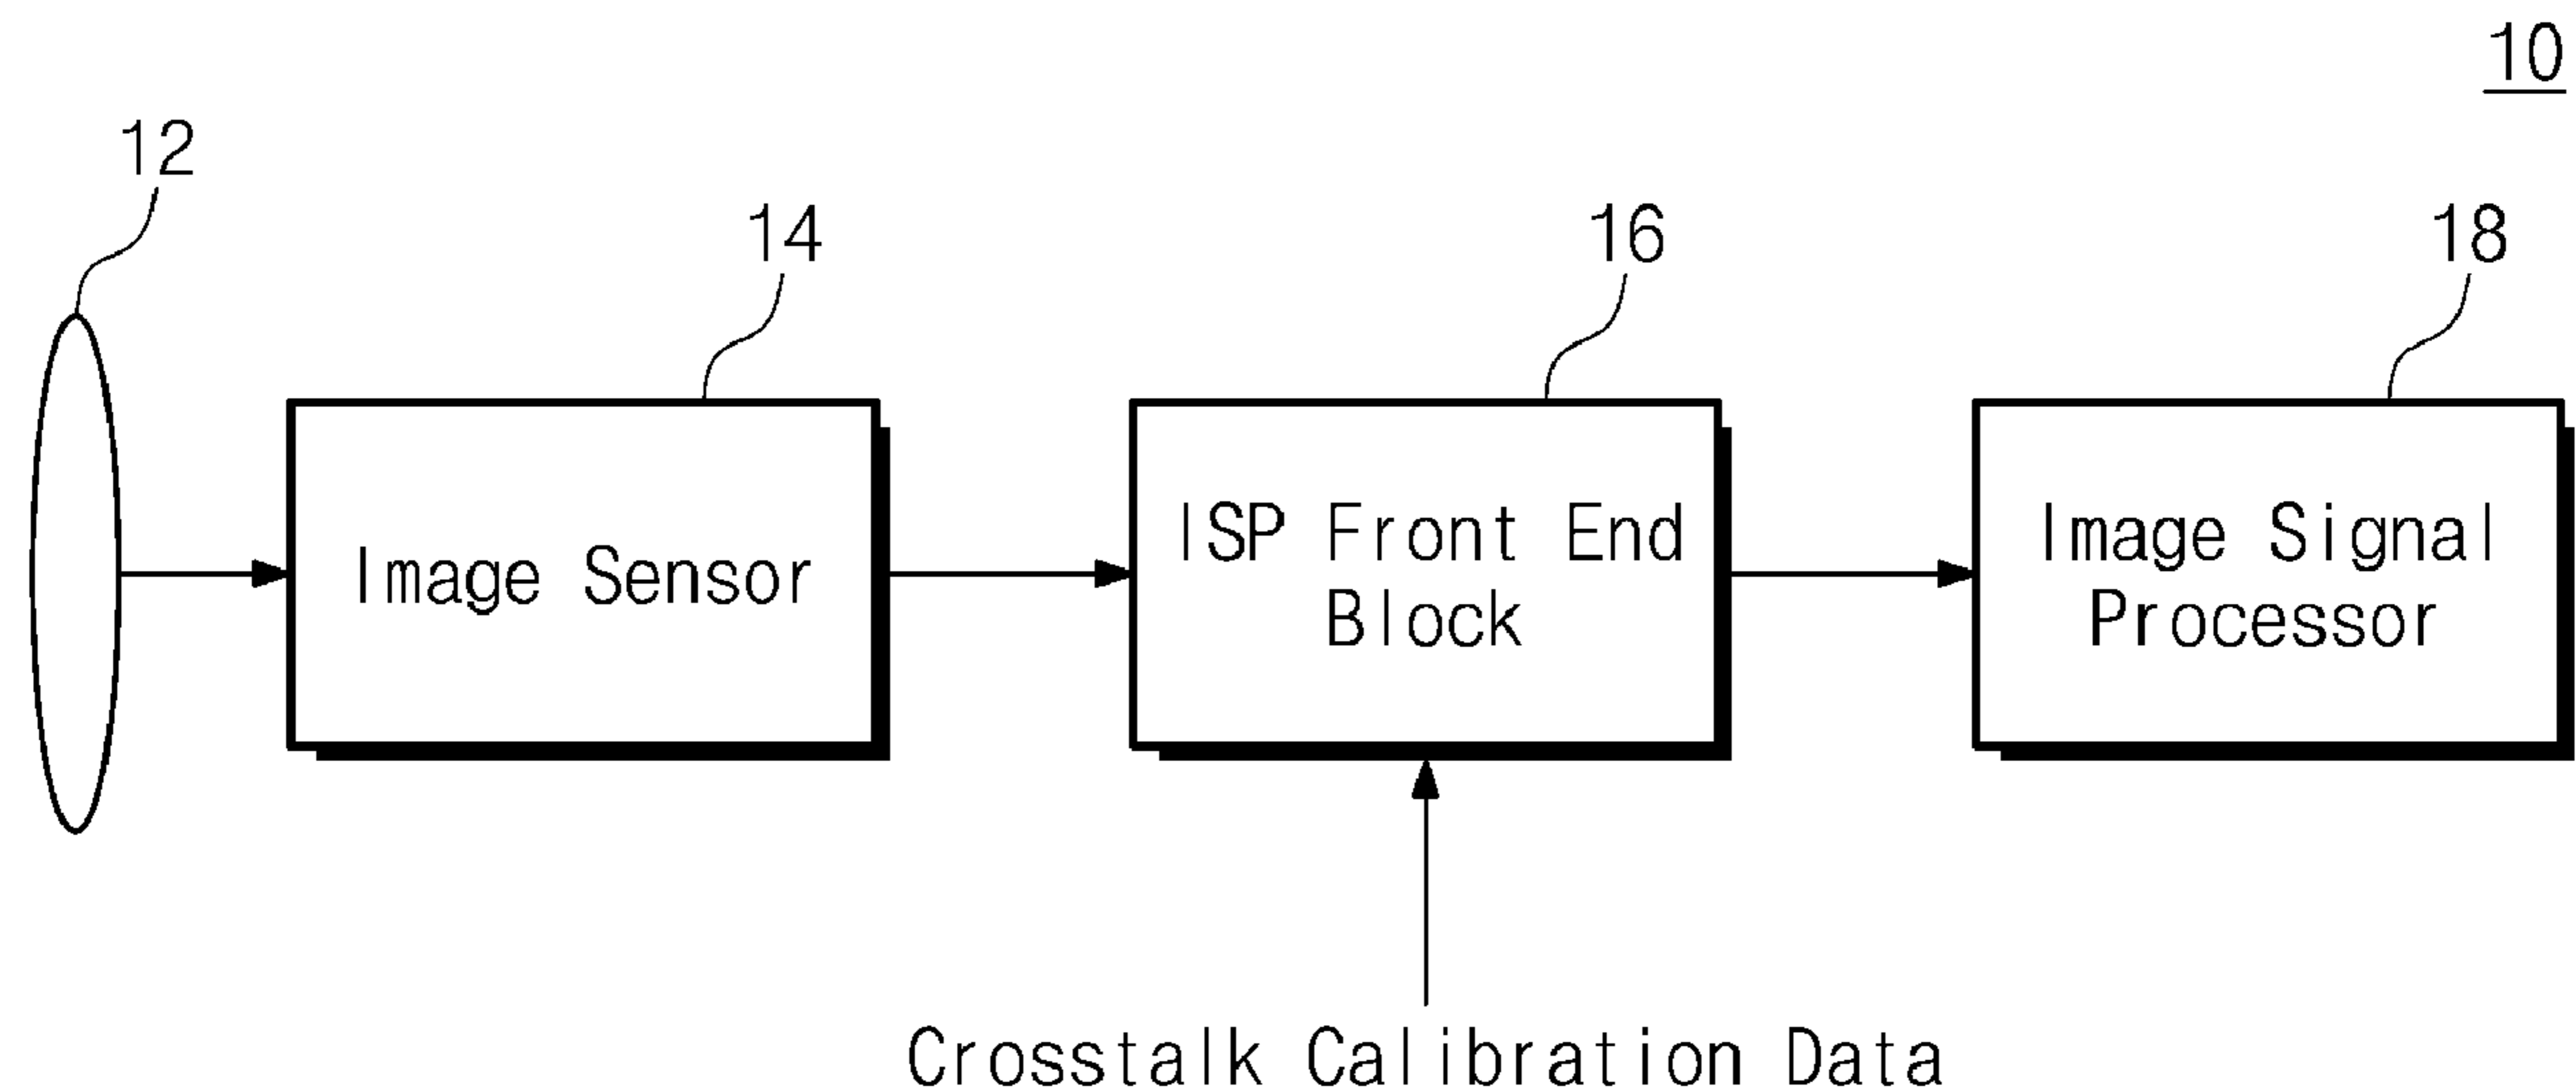 10
12
14
16
18
Image Sensor
ISP Front End
Block
Image Signal
Processor
Crosstalk Calibration Data